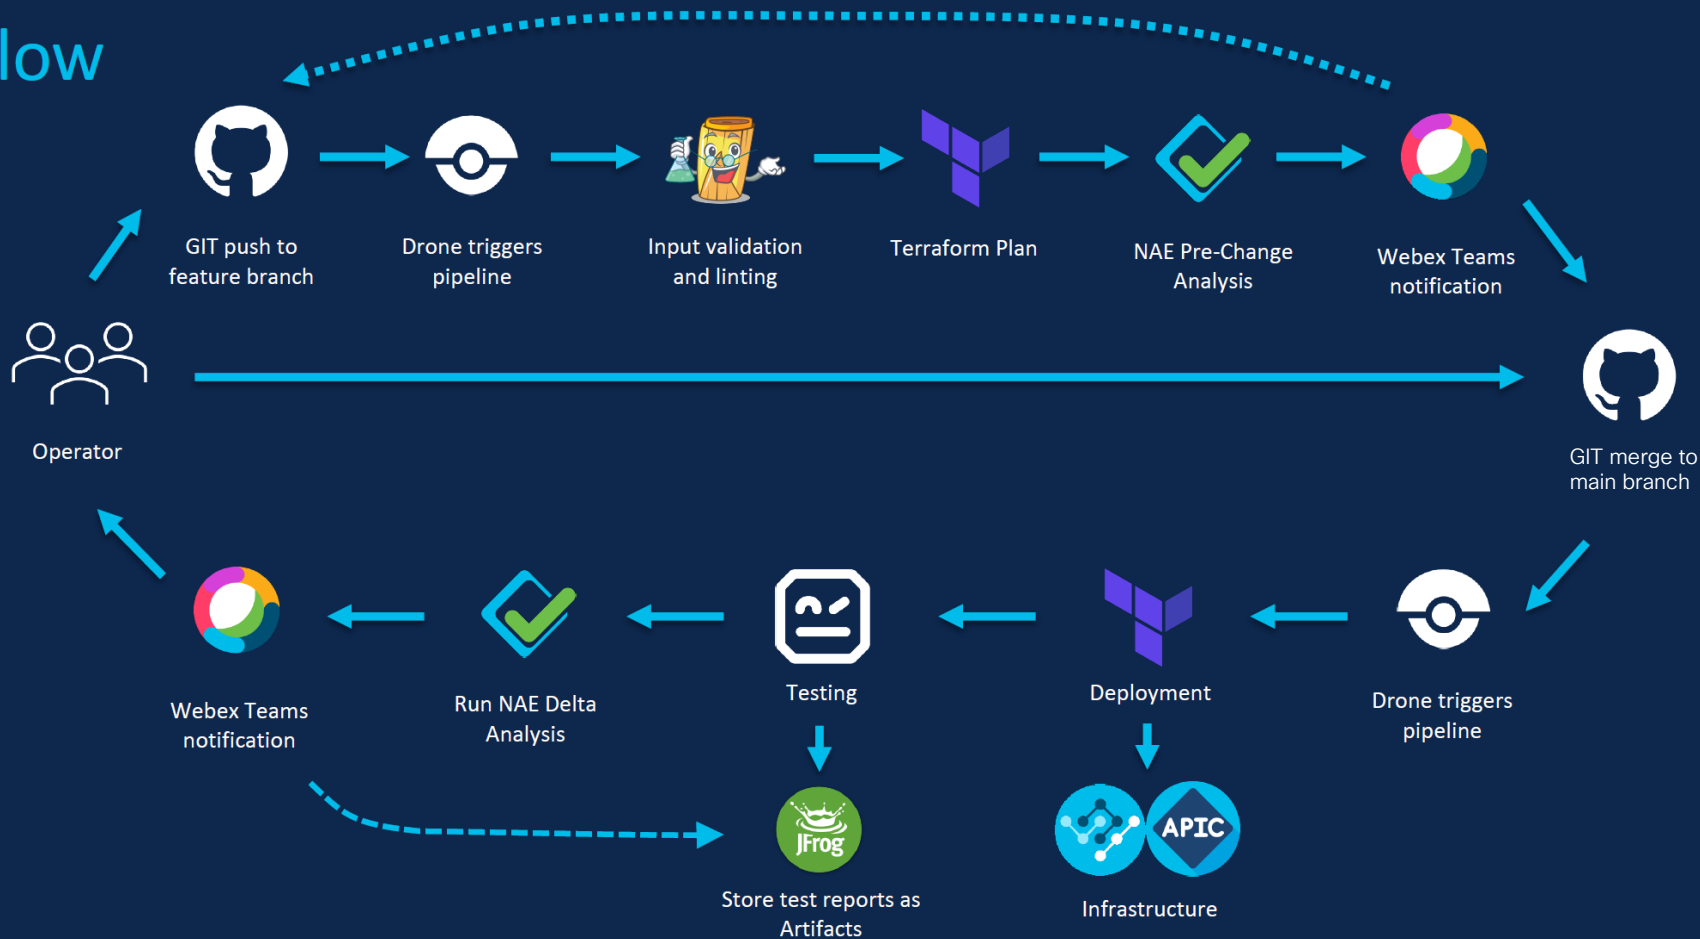 low
GIT push to
feature branch
Drone triggers
pipeline
Input validation
and linting
Terraform Plan
NAE Pre-Change
Analysis
Webex Teams
notification
Operator
GIT merge to
main branch
Webex Teams
notification
Run NAE Delta
Analysis
Testing
Deployment
Drone triggers
pipeline
JFrog
APIC
Store test reports as
Artifacts
Infrastructure